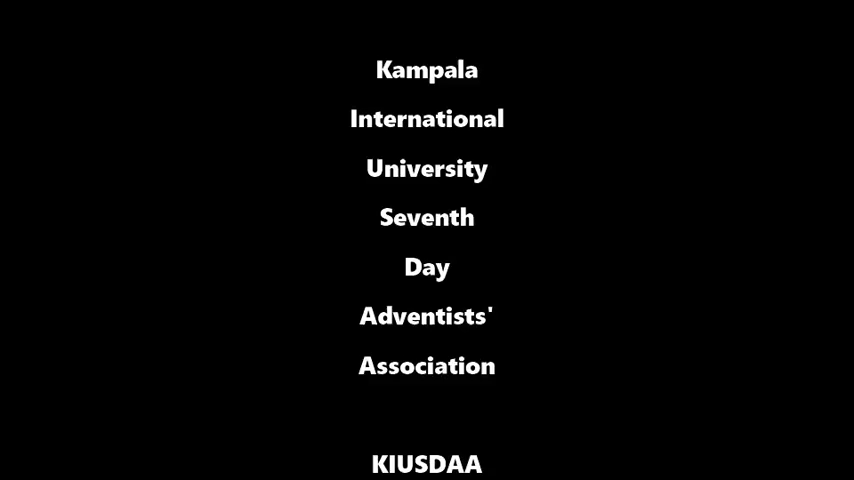 Kampala
International
University
Seventh
Day
Adventists'
Association
KIUSDAA